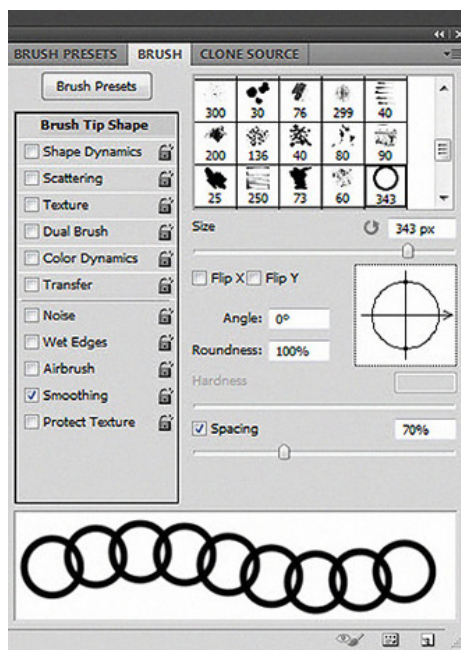 BRUSH PRESETS BRUSH CLONE SOURCE
Brush Presets
Brush Tip Shape
Shape Dynamics
Scattering
Texture
Dual Brush
Color Dynamics
Transfer
Noise
Wet Edges
Airbrush
Smoothing
Protect Texture
300 30 76 299 40
200 136 40 80 90
25 250 73 60 343
Size 343 px
Flip X Flip Y
Angle: 0º
Roundness: 100%
Hardness
Spacing 70%